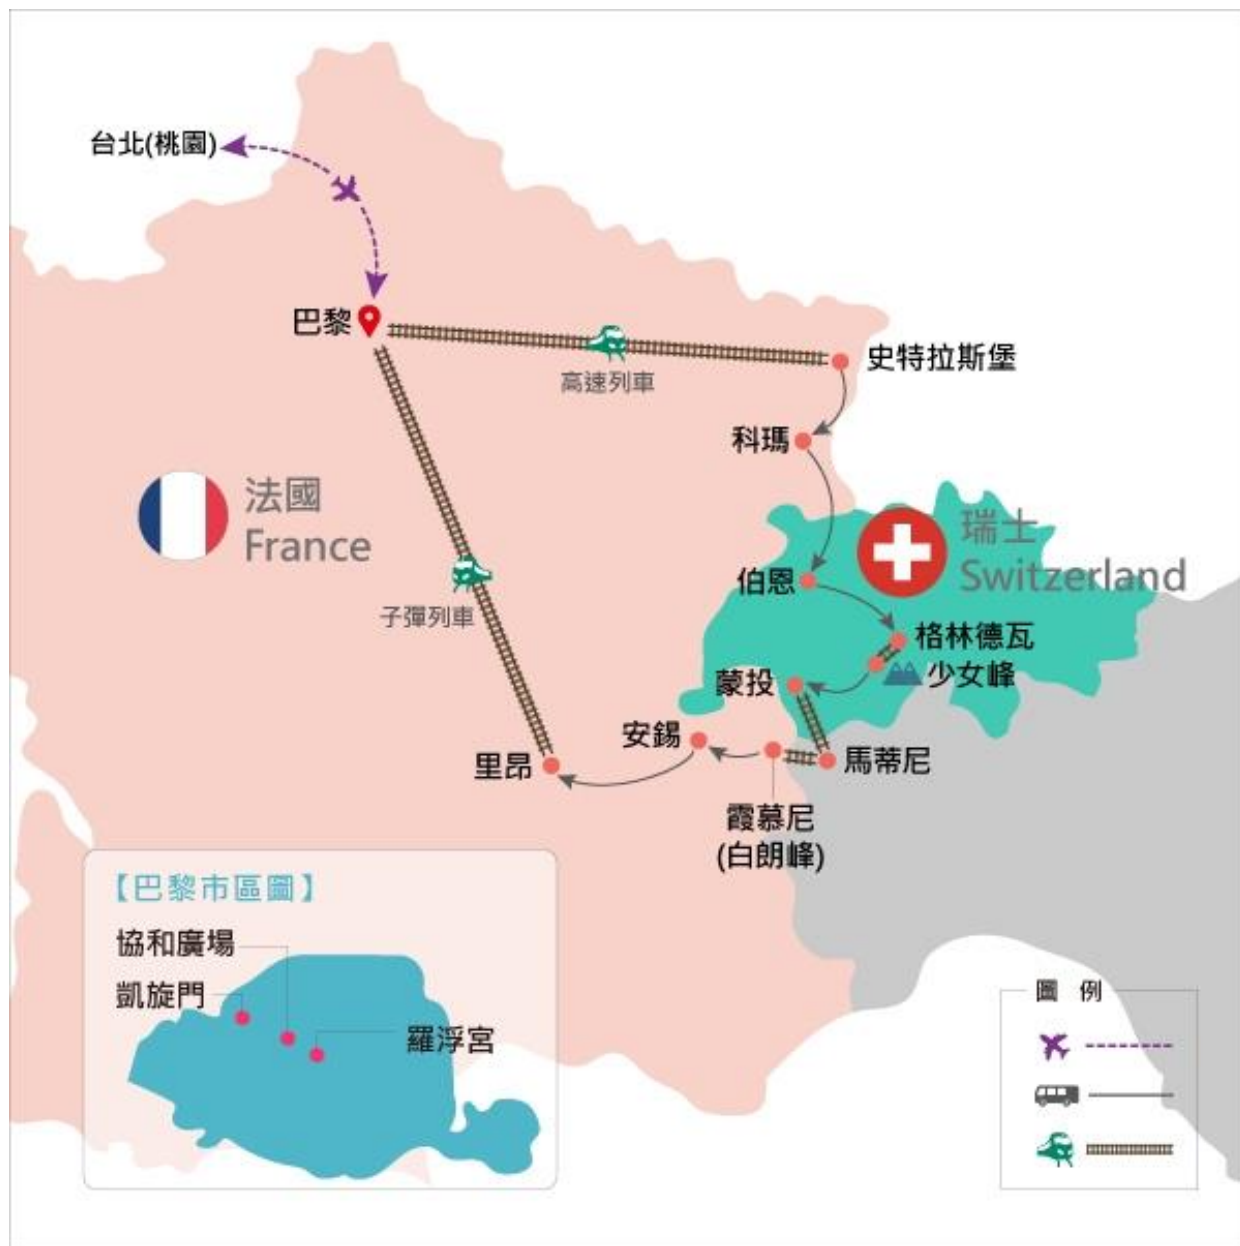 台北(桃園)
巴黎
高速列車
史特拉斯堡
科瑪
法國
France
瑞士
Switzerland
伯恩
子彈列車
格林德瓦
少女峰
蒙投
安錫
里昂
馬蒂尼
霞慕尼
(白朗峰)
【巴黎市區圖】
協和廣場
凱旋門
羅浮宮
圖 例